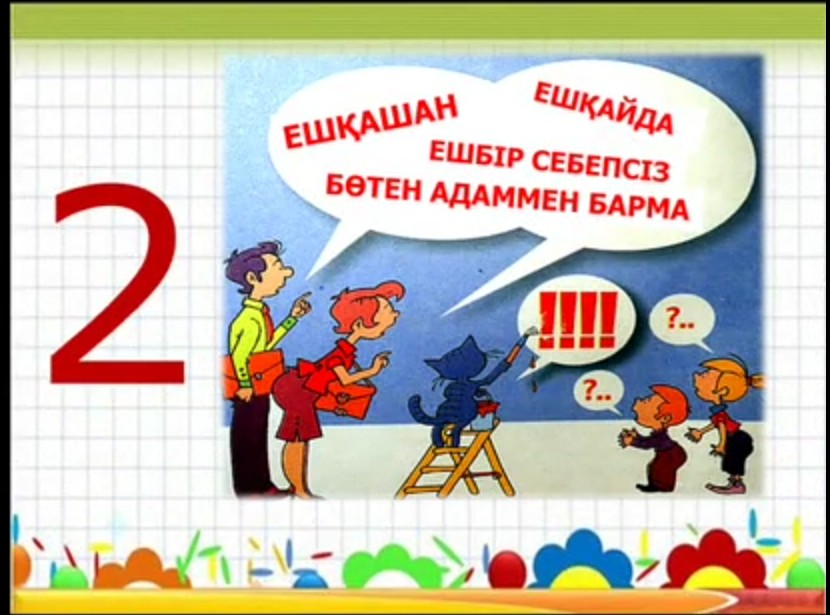 2
ЕШҚАШАН
ЕШҚАЙДА
ЕШБІР СЕБЕПСІЗ
БӨТЕН АДАММЕН БАРМА
!!!!
?..
?..